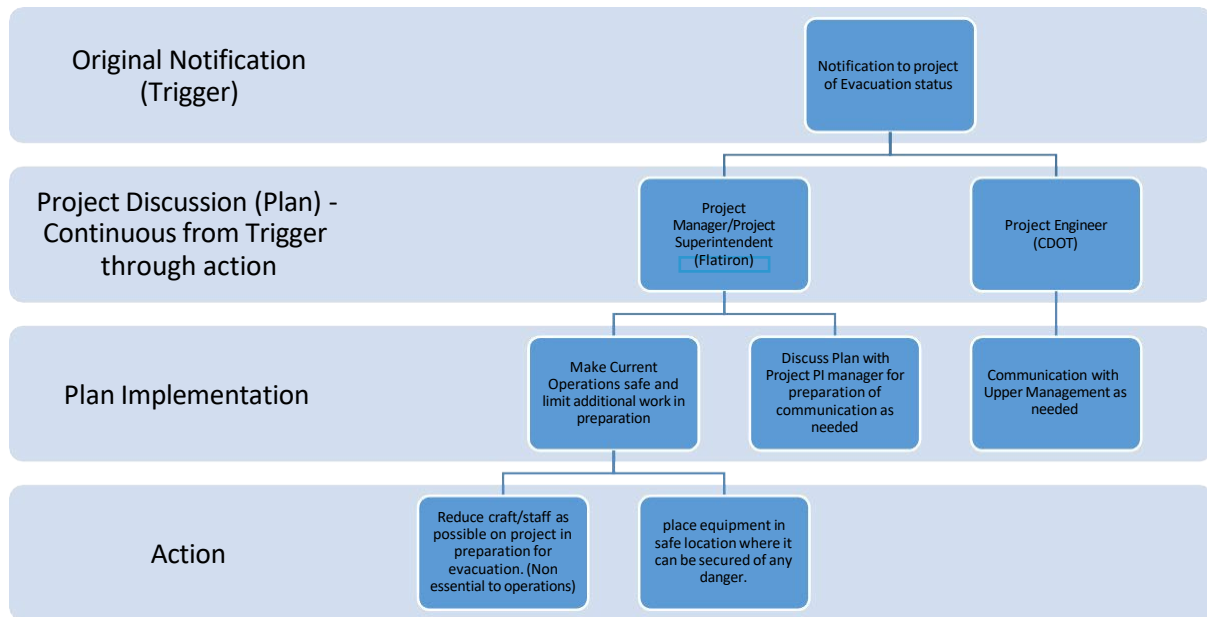 Original Notification
(Trigger)
Notification to project
of Evacuation status
Project Discussion (Plan) -
Continuous from Trigger
through action
Project
Manager/Project
Superintendent
(Flatiron)
Project Engineer
(CDOT)
Plan Implementation
Make Current
Operations safe and
limit additional work in
preparation
Discuss Plan with
Project PI manager for
preparation of
communication as
needed
Communication with
Upper Management as
needed
Action
Reduce craft/staff as
possible on project in
preparation for
evacuation. (Non
essential to operations)
place equipment in
safe location where it
can be secured of any
danger.